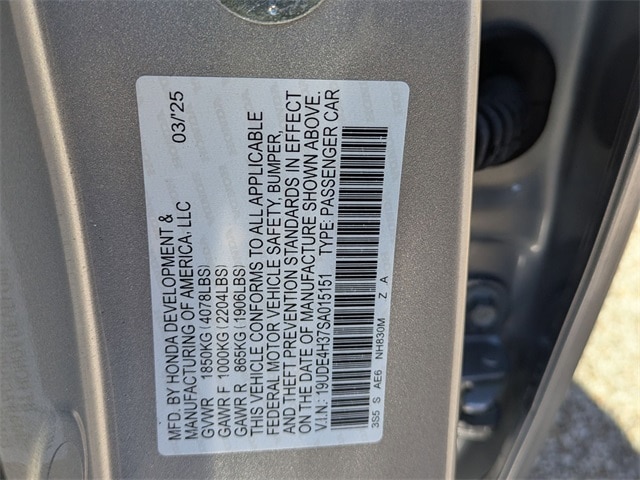 MFD. BY HONDA DEVELOPMENT & 03/'25
MANUFACTURING OF AMERICA, LLC
GVWR 1850KG(4078LBS)
GAWR F 1000KG(2204LBS)
GAWR R 865KG(1906LBS)
THIS VEHICLE CONFORMS TO ALL APPLICABLE
FEDERAL MOTOR VEHICLE SAFETY, BUMPER,
AND THEFT PREVENTION STANDARDS IN EFFECT
ON THE DATE OF MANUFACTURE SHOWN ABOVE.
V.I.N.: 19UDE4H37SA015151 TYPE: PASSENGER CAR
3S5 S AE6 NH830M Z A